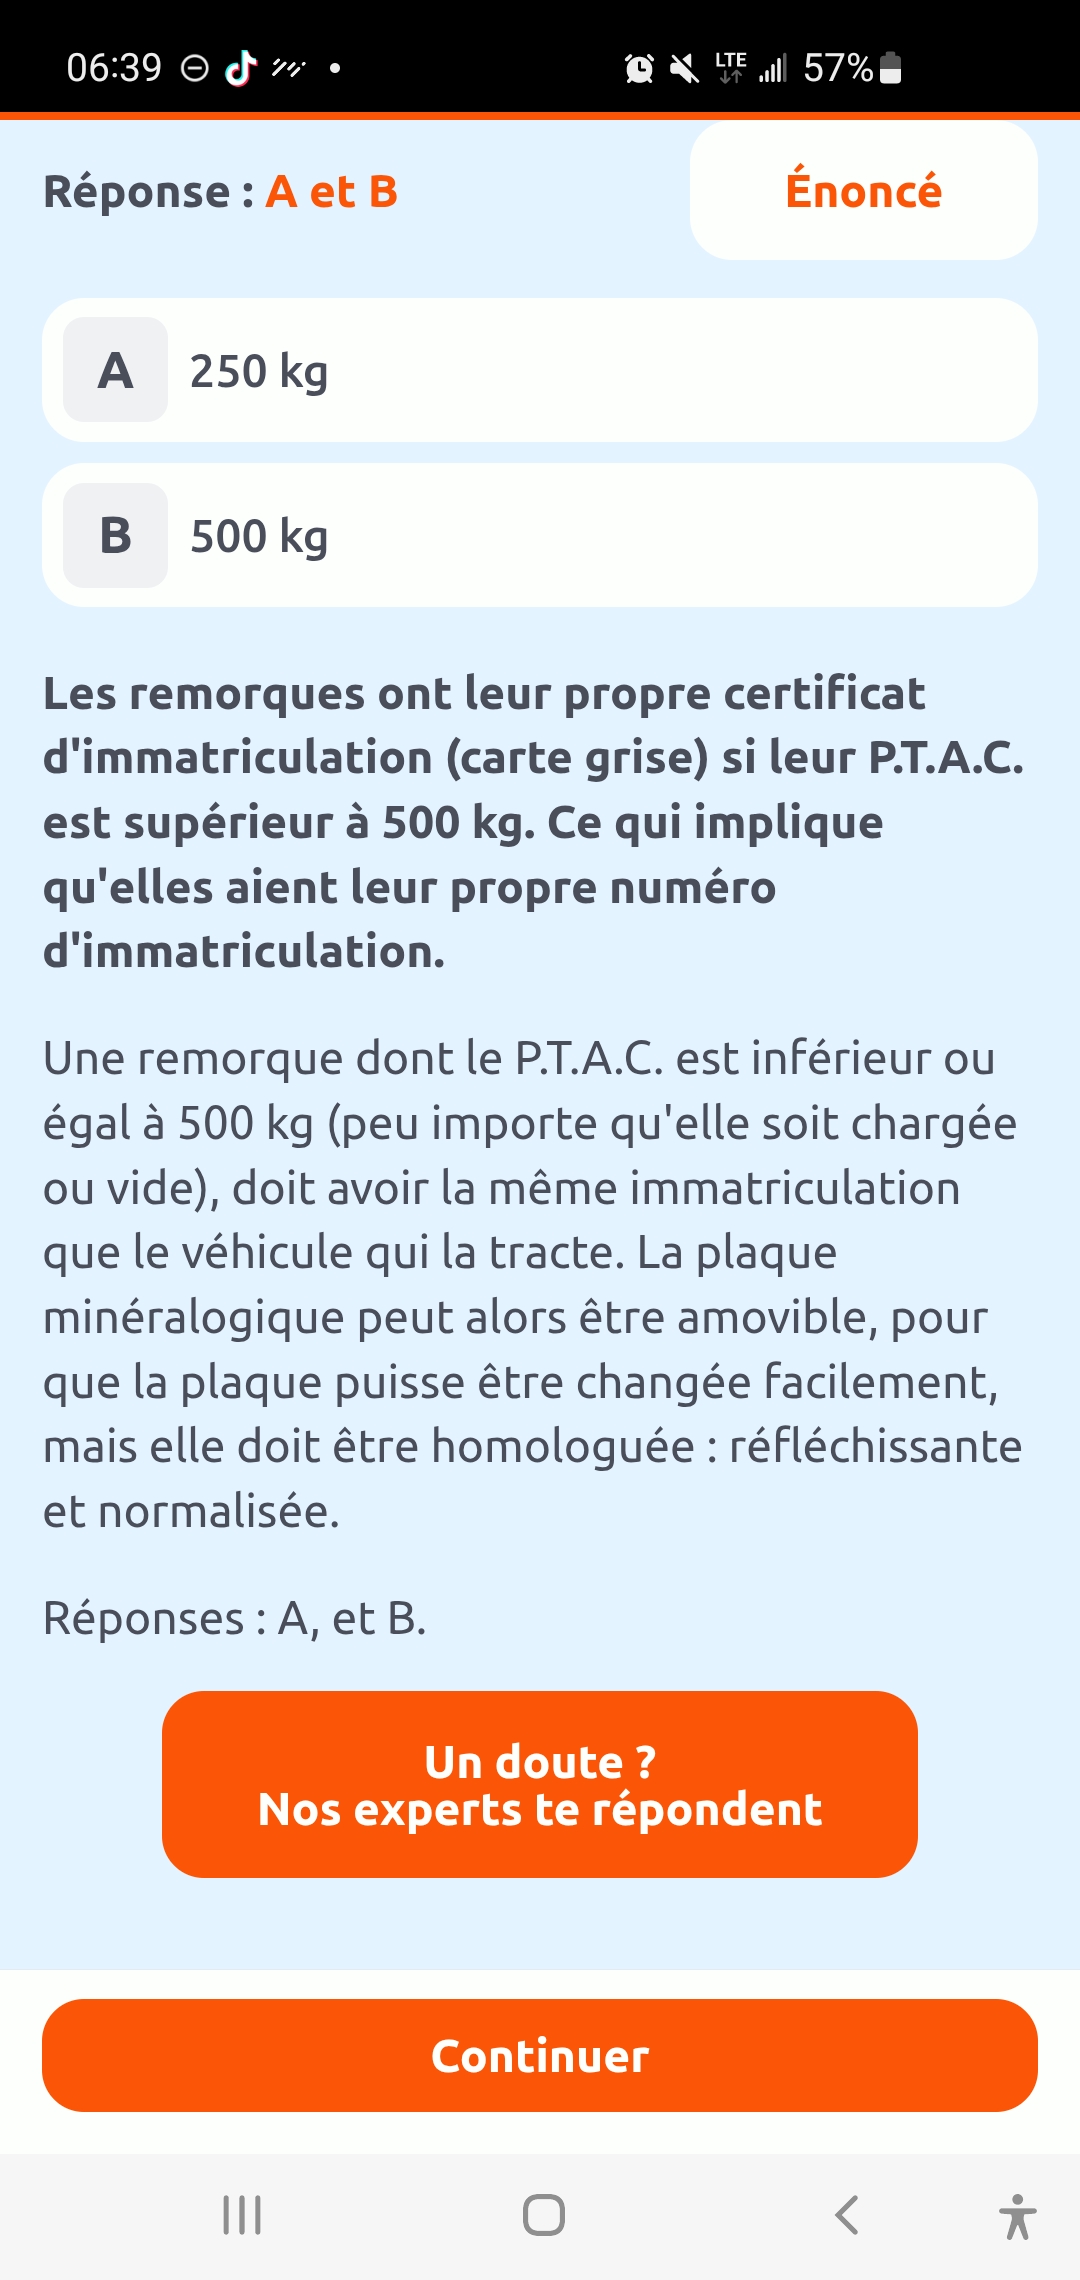 06:39
LTE
57%
Réponse : A et B
Énoncé
A 250 kg
B 500 kg
Les remorques ont leur propre certificat
d'immatriculation (carte grise) si leur P.T.A.C.
est supérieur à 500 kg. Ce qui implique
qu'elles aient leur propre numéro
d'immatriculation.
Une remorque dont le P.T.A.C. est inférieur ou
égal à 500 kg (peu importe qu'elle soit chargée
ou vide), doit avoir la même immatriculation
que le véhicule qui la tracte. La plaque
minéralogique peut alors être amovible, pour
que la plaque puisse être changée facilement,
mais elle doit être homologuée : réfléchissante
et normalisée.
Réponses : A, et B.
Un doute ?
Nos experts te répondent
Continuer